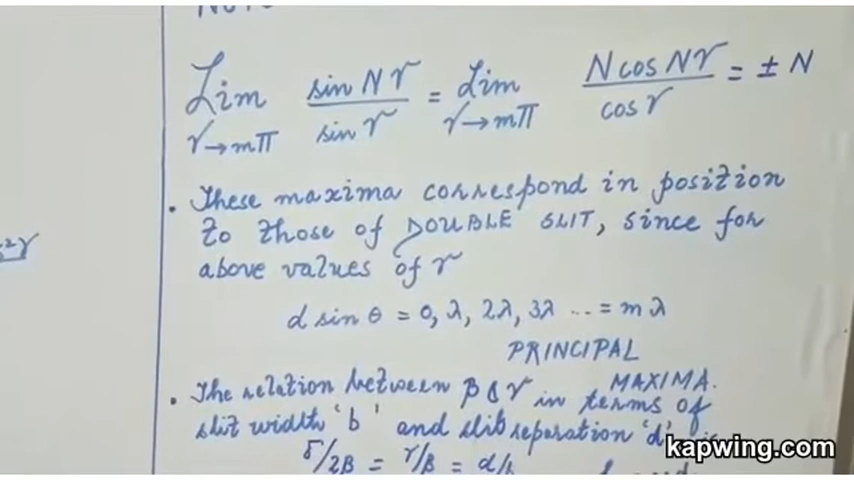 NOTE
Lim sin Nγ / sin γ = Lim N cos Nγ / cos γ = ± N
γ→mπ γ→mπ
• These maxima correspond in position
to those of DOUBLE SLIT, since for
above values of γ
d sin θ = 0, λ, 2λ, 3λ ... = mλ
PRINCIPAL
MAXIMA.
• The relation between β & γ in terms of
slit width 'b' and slit separation 'd'
δ/2β = γ/β = d/b
kapwing.com